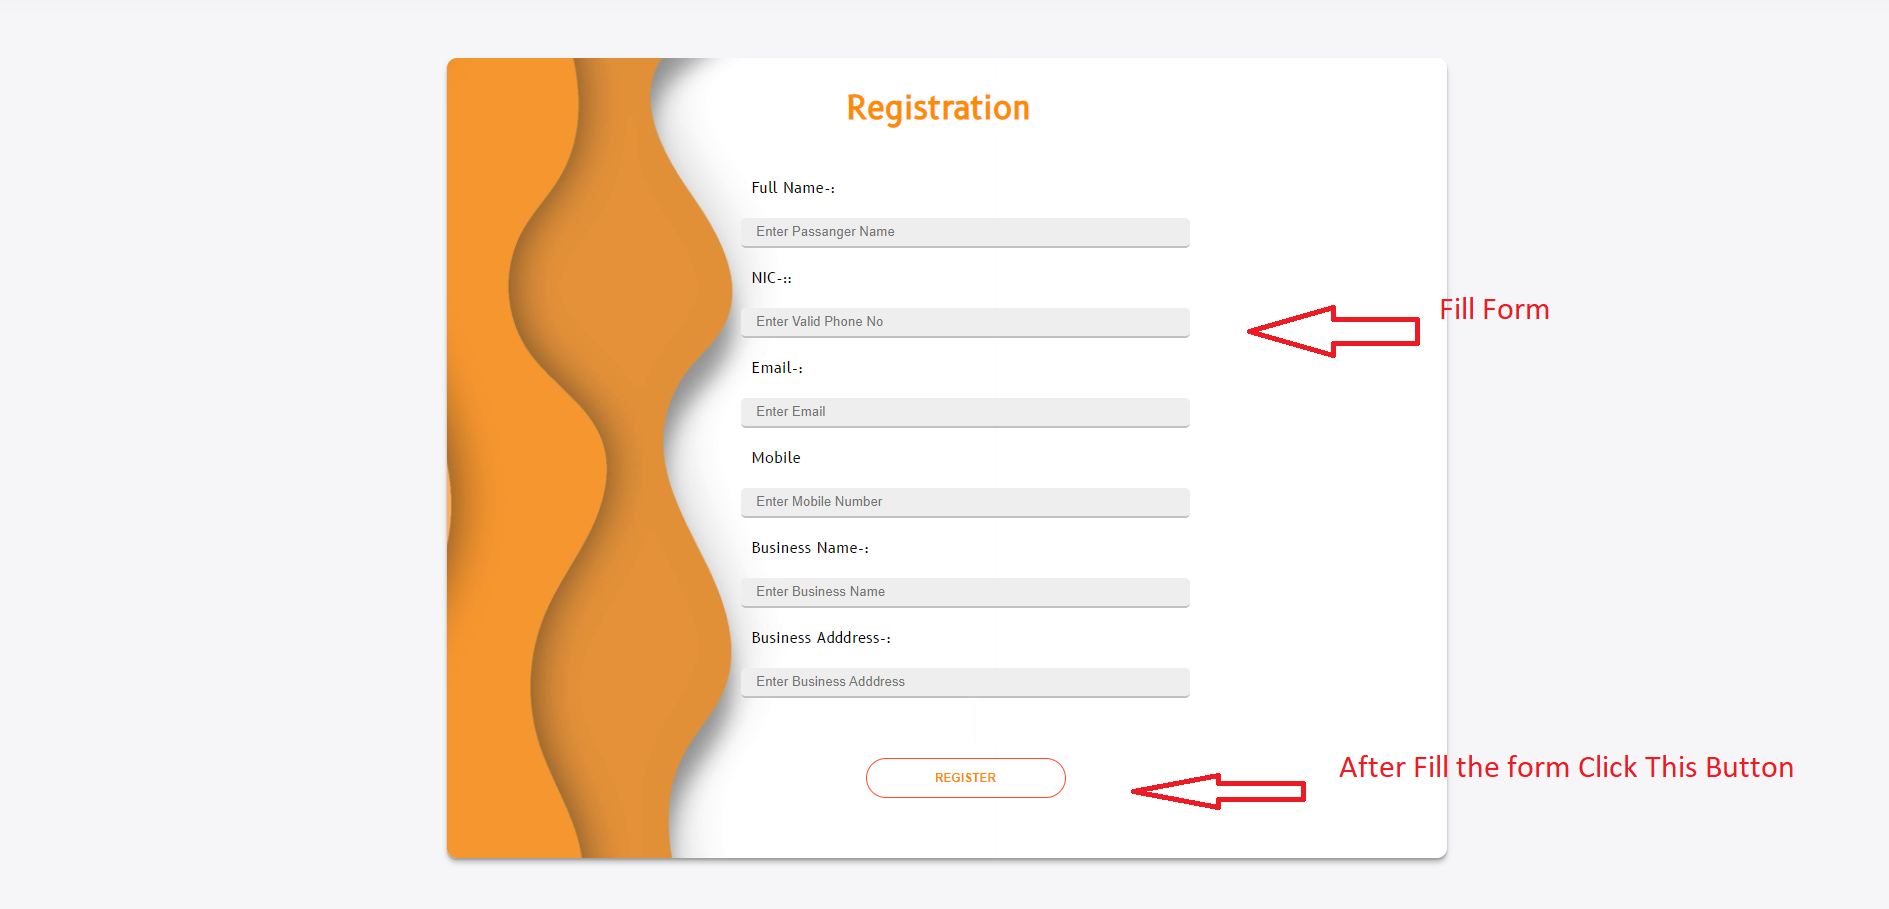 Registration
Full Name-:
Enter Passanger Name
NIC-::
Enter Valid Phone No
Fill Form
Email-:
Enter Email
Mobile
Enter Mobile Number
Business Name-:
Enter Business Name
Business Adddress-:
Enter Business Adddress
REGISTER
After Fill the form Click This Button